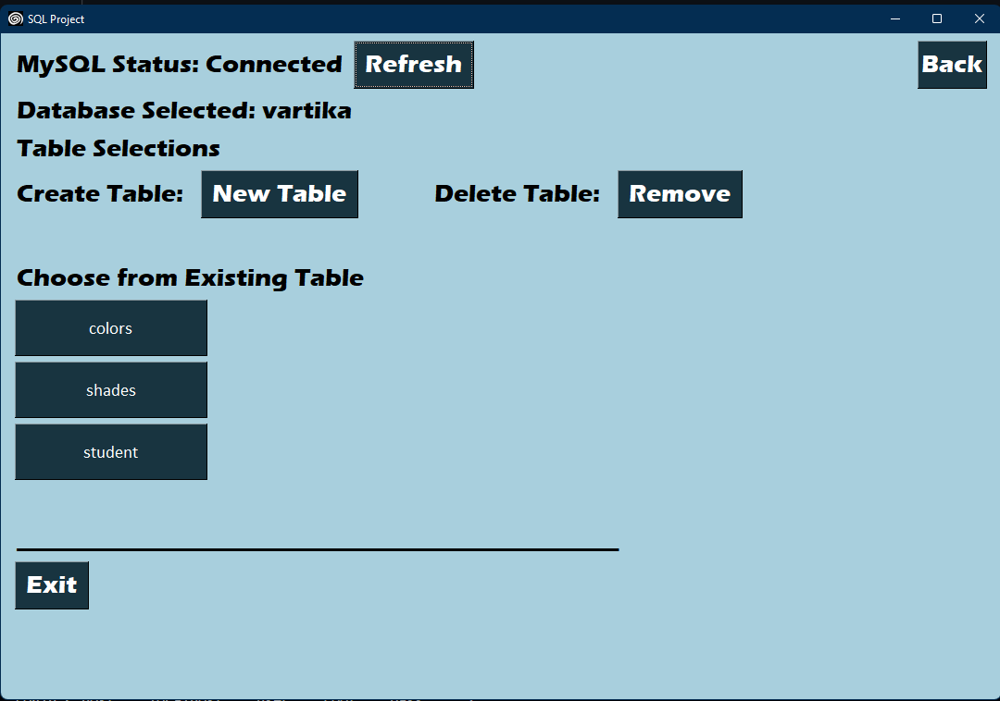 SQL Project
MySQL Status: Connected Refresh Back
Database Selected: vartika
Table Selections
Create Table: New Table Delete Table: Remove
Choose from Existing Table
colors
shades
student
Exit